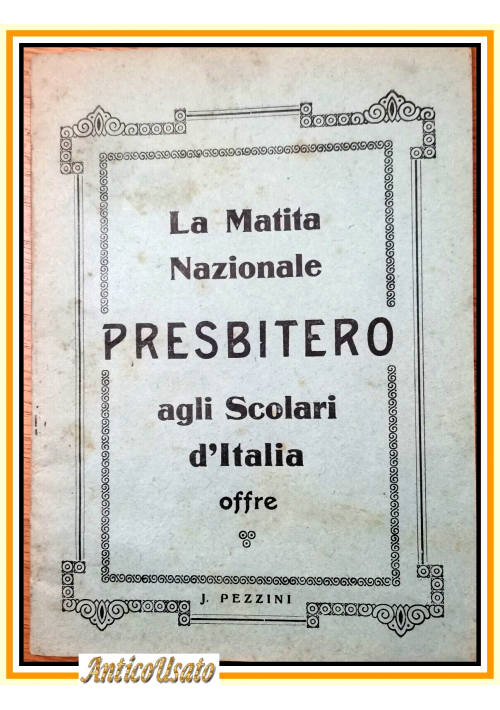 La Matita
Nazionale
PRESBITERO
agli Scolari
d'Italia
offre
J. PEZZINI
AnticoUsato